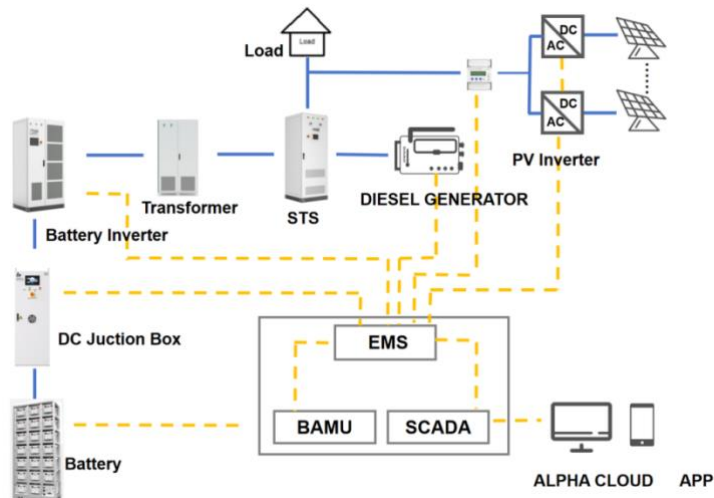 Load
Load
DC
AC
DC
AC
PV Inverter
Transformer
STS
DIESEL GENERATOR
Battery Inverter
DC Juction Box
EMS
BAMU
SCADA
Battery
ALPHA CLOUD
APP